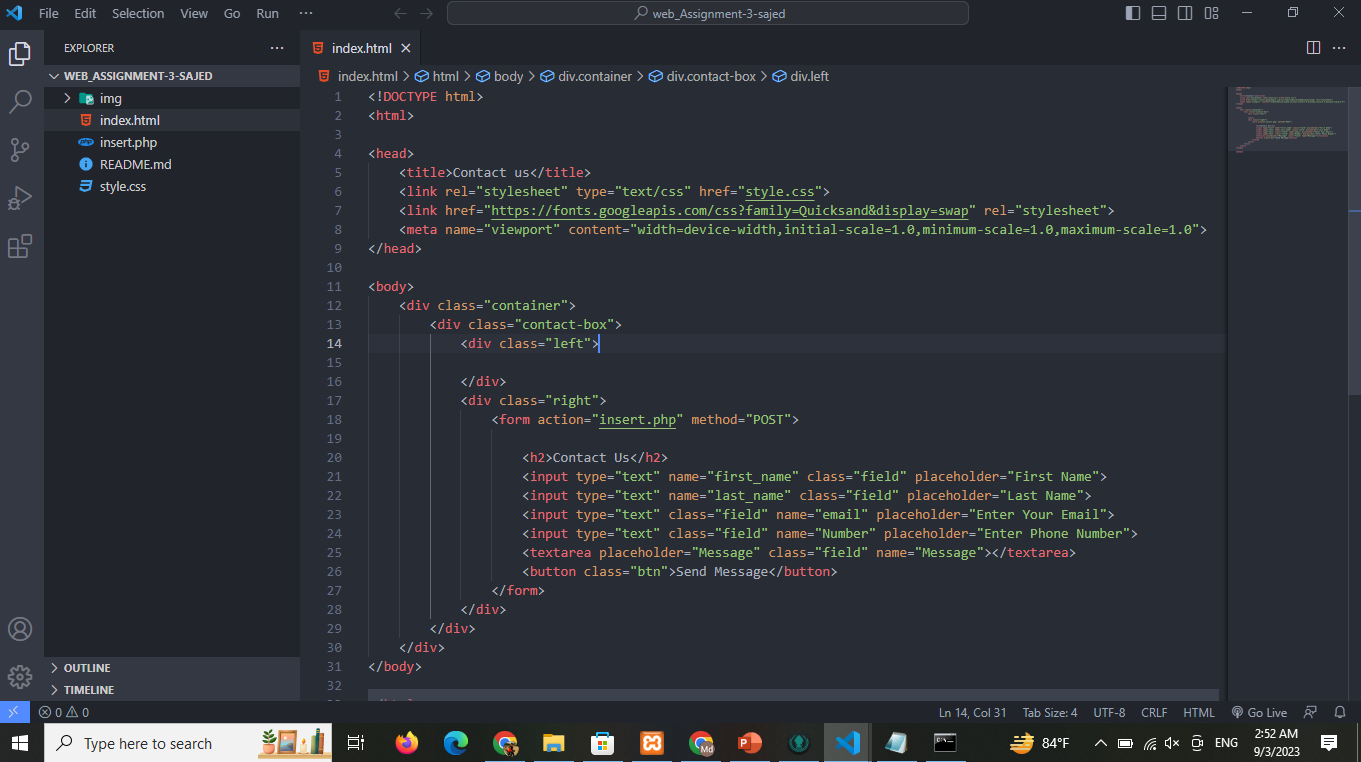 File Edit Selection View Go Run ···
web_Assignment-3-sajed
EXPLORER ···
WEB_ASSIGNMENT-3-SAJED
img
index.html
insert.php
README.md
style.css
OUTLINE
TIMELINE
index.html
index.html > html > body > div.container > div.contact-box > div.left
1 <!DOCTYPE html>
2 <html>
3
4 <head>
5 <title>Contact us</title>
6 <link rel="stylesheet" type="text/css" href="style.css">
7 <link href="https://fonts.googleapis.com/css?family=Quicksand&display=swap" rel="stylesheet">
8 <meta name="viewport" content="width=device-width,initial-scale=1.0,minimum-scale=1.0,maximum-scale=1.0">
9 </head>
10
11 <body>
12 <div class="container">
13 <div class="contact-box">
14 <div class="left">
15
16 </div>
17 <div class="right">
18 <form action="insert.php" method="POST">
19
20 <h2>Contact Us</h2>
21 <input type="text" name="first_name" class="field" placeholder="First Name">
22 <input type="text" name="last_name" class="field" placeholder="Last Name">
23 <input type="text" class="field" name="email" placeholder="Enter Your Email">
24 <input type="text" class="field" name="Number" placeholder="Enter Phone Number">
25 <textarea placeholder="Message" class="field" name="Message"></textarea>
26 <button class="btn">Send Message</button>
27 </form>
28 </div>
29 </div>
30 </div>
31 </body>
32
0 0 Ln 14, Col 31 Tab Size: 4 UTF-8 CRLF HTML Go Live
Type here to search
Md
84°F
ENG
2:52 AM
9/3/2023